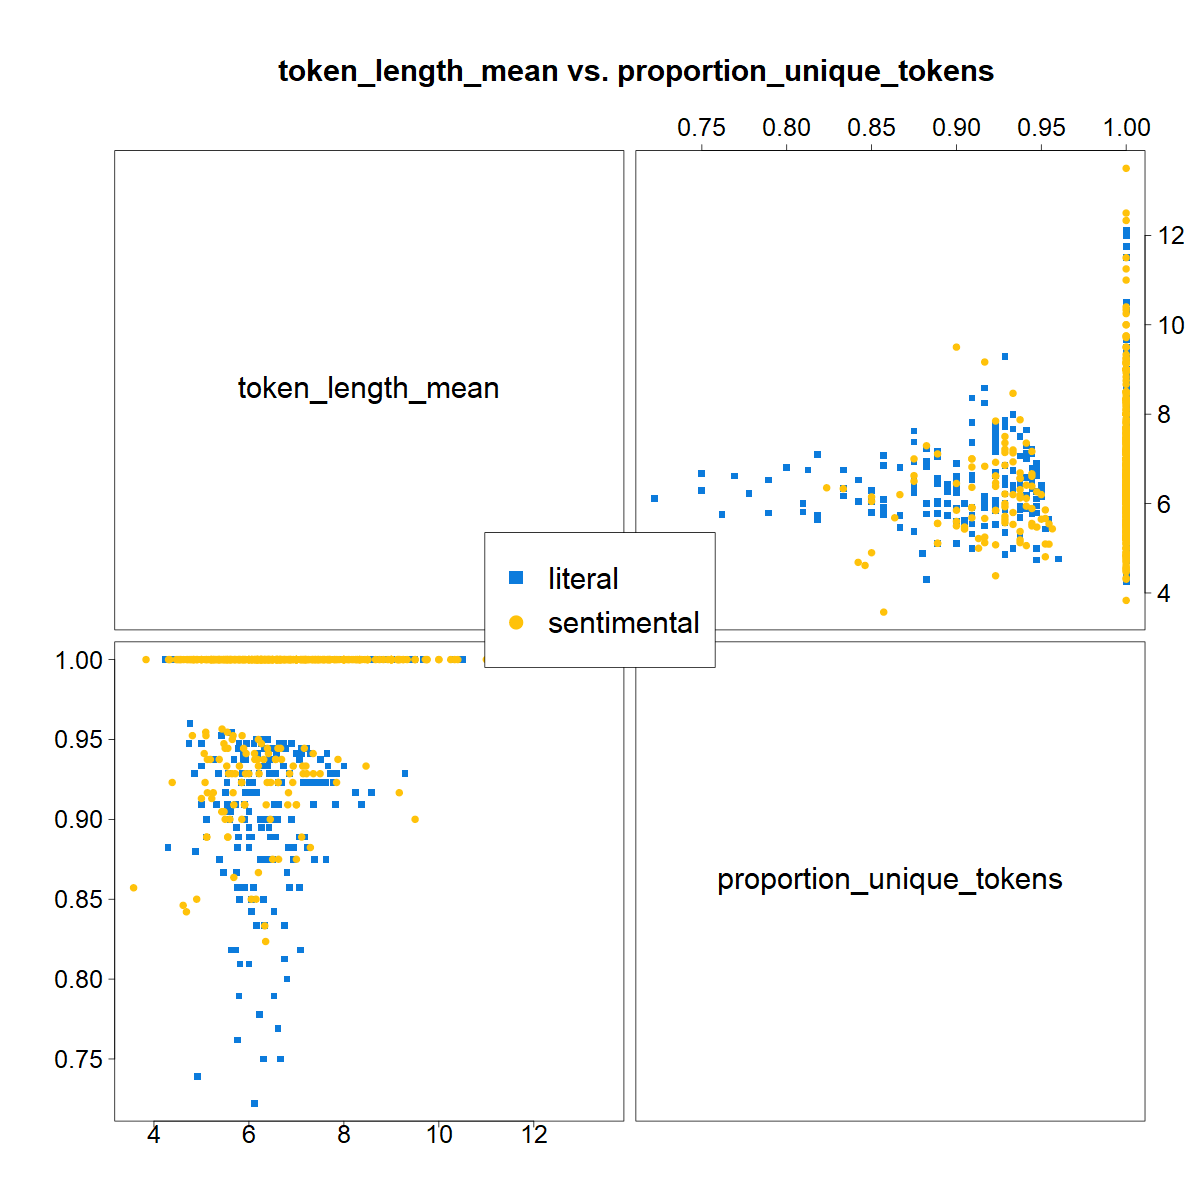 token_length_mean vs. proportion_unique_tokens
0.75 0.80 0.85 0.90 0.95 1.00
token_length_mean
12
10
8
6
4
literal
sentimental
1.00
0.95
0.90
0.85
0.80
0.75
proportion_unique_tokens
4 6 8 10 12